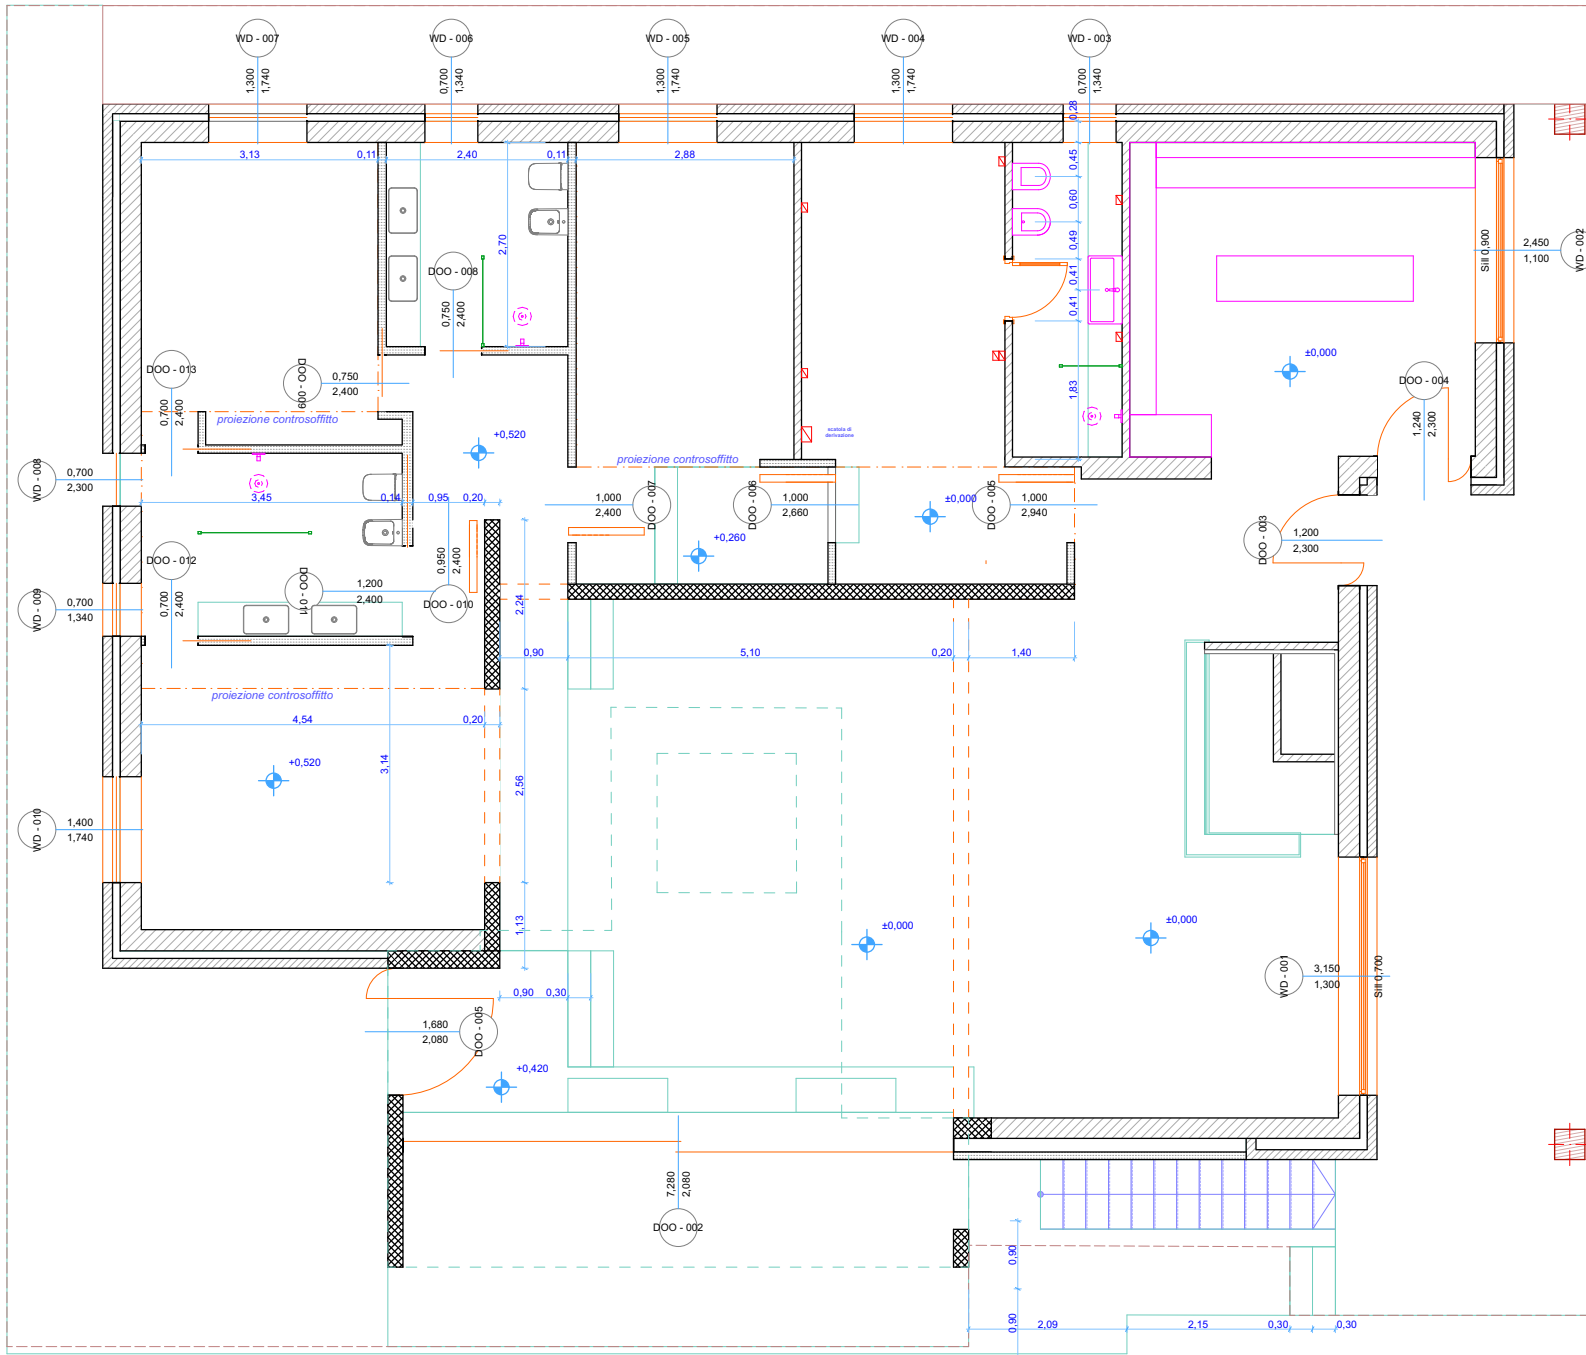 WD - 007
1,300
1,740
WD - 006
0,700
1,340
WD - 005
1,300
1,740
WD - 004
1,300
1,740
WD - 003
0,700
1,340
0,28
3,13
0,11
2,40
0,11
2,88
0,45
0,60
0,49
0,41
0,41
1,83
2,70
DOO - 008
0,750
2,400
Sill 0,900
2,450
1,100
WD - 002
±0,000
DOO - 004
1,240
2,300
DOO - 013
0,700
2,400
DOO - 009
0,750
2,400
proiezione controsoffitto
+0,520
scatola di
derivazione
proiezione controsoffitto
WD - 008
0,700
2,300
3,45
0,14
0,95
0,20
1,000
2,400
DOO - 007
DOO - 006
1,000
2,660
±0,000
DOO - 005
1,000
2,940
+0,260
DOO - 003
1,200
2,300
DOO - 012
0,700
2,400
DOO - 011
1,200
2,400
0,950
2,400
DOO - 010
WD - 009
0,700
1,340
2,24
0,90
5,10
0,20
1,40
proiezione controsoffitto
4,54
0,20
3,14
+0,520
2,56
WD - 010
1,400
1,740
1,13
±0,000
±0,000
WD - 001
3,150
1,300
Sill 0,700
0,90
0,30
1,680
2,080
DOO - 005
+0,420
7,280
2,080
DOO - 002
0,90
0,90
2,09
2,15
0,30
0,30